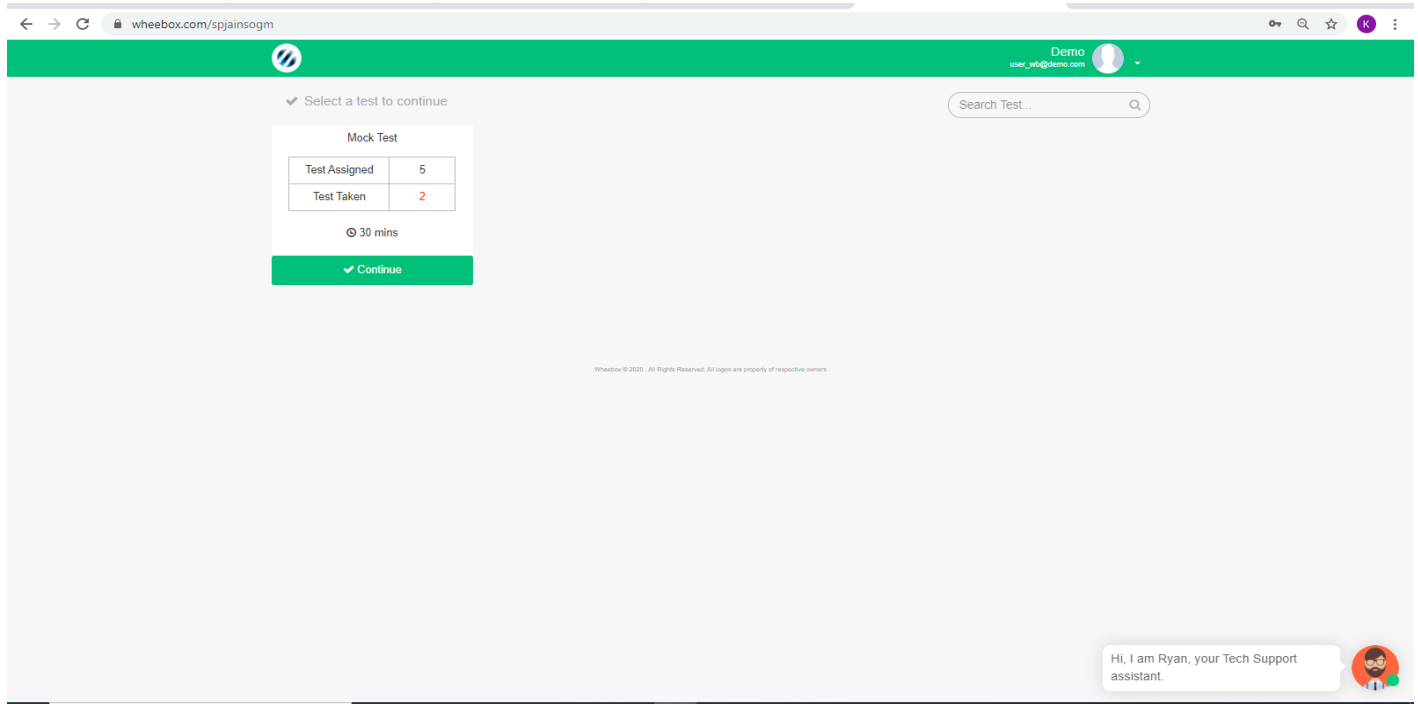 wheebox.com/spjainsogm
K
Demo
user_wb@demo.com
Select a test to continue
Search Test...
Mock Test
Test Assigned 5
Test Taken 2
30 mins
Continue
Wheebox © 2020 . All Rights Reserved. All logos are property of respective owners
Hi, I am Ryan, your Tech Support
assistant.